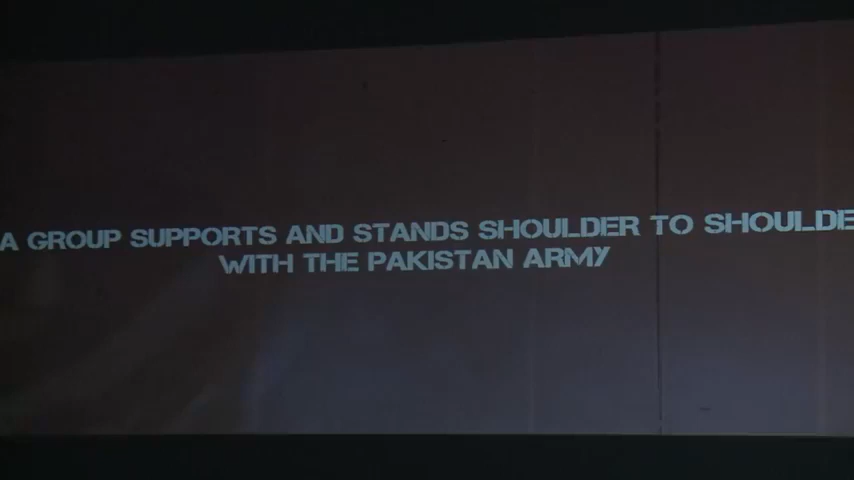 A GROUP SUPPORTS AND STANDS SHOULDER TO SHOULDE
WITH THE PAKISTAN ARMY